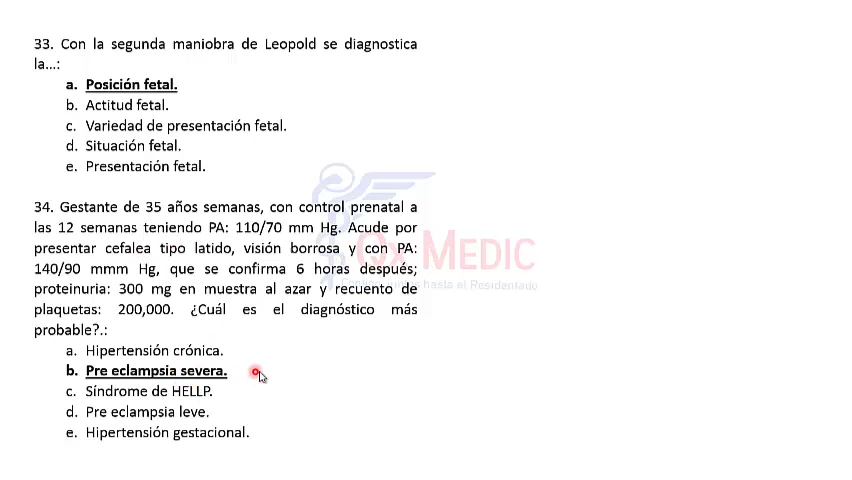 33. Con la segunda maniobra de Leopold se diagnostica
la...:
a. Posición fetal.
b. Actitud fetal.
c. Variedad de presentación fetal.
d. Situación fetal.
e. Presentación fetal.
34. Gestante de 35 años semanas, con control prenatal a
las 12 semanas teniendo PA: 110/70 mm Hg. Acude por
presentar cefalea tipo latido, visión borrosa y con PA:
140/90 mmm Hg, que se confirma 6 horas después;
proteinuria: 300 mg en muestra al azar y recuento de
plaquetas: 200,000. ¿Cuál es el diagnóstico más
probable?.:
a. Hipertensión crónica.
b. Pre eclampsia severa.
c. Síndrome de HELLP.
d. Pre eclampsia leve.
e. Hipertensión gestacional.
Qx MEDIC
hasta el Residentado